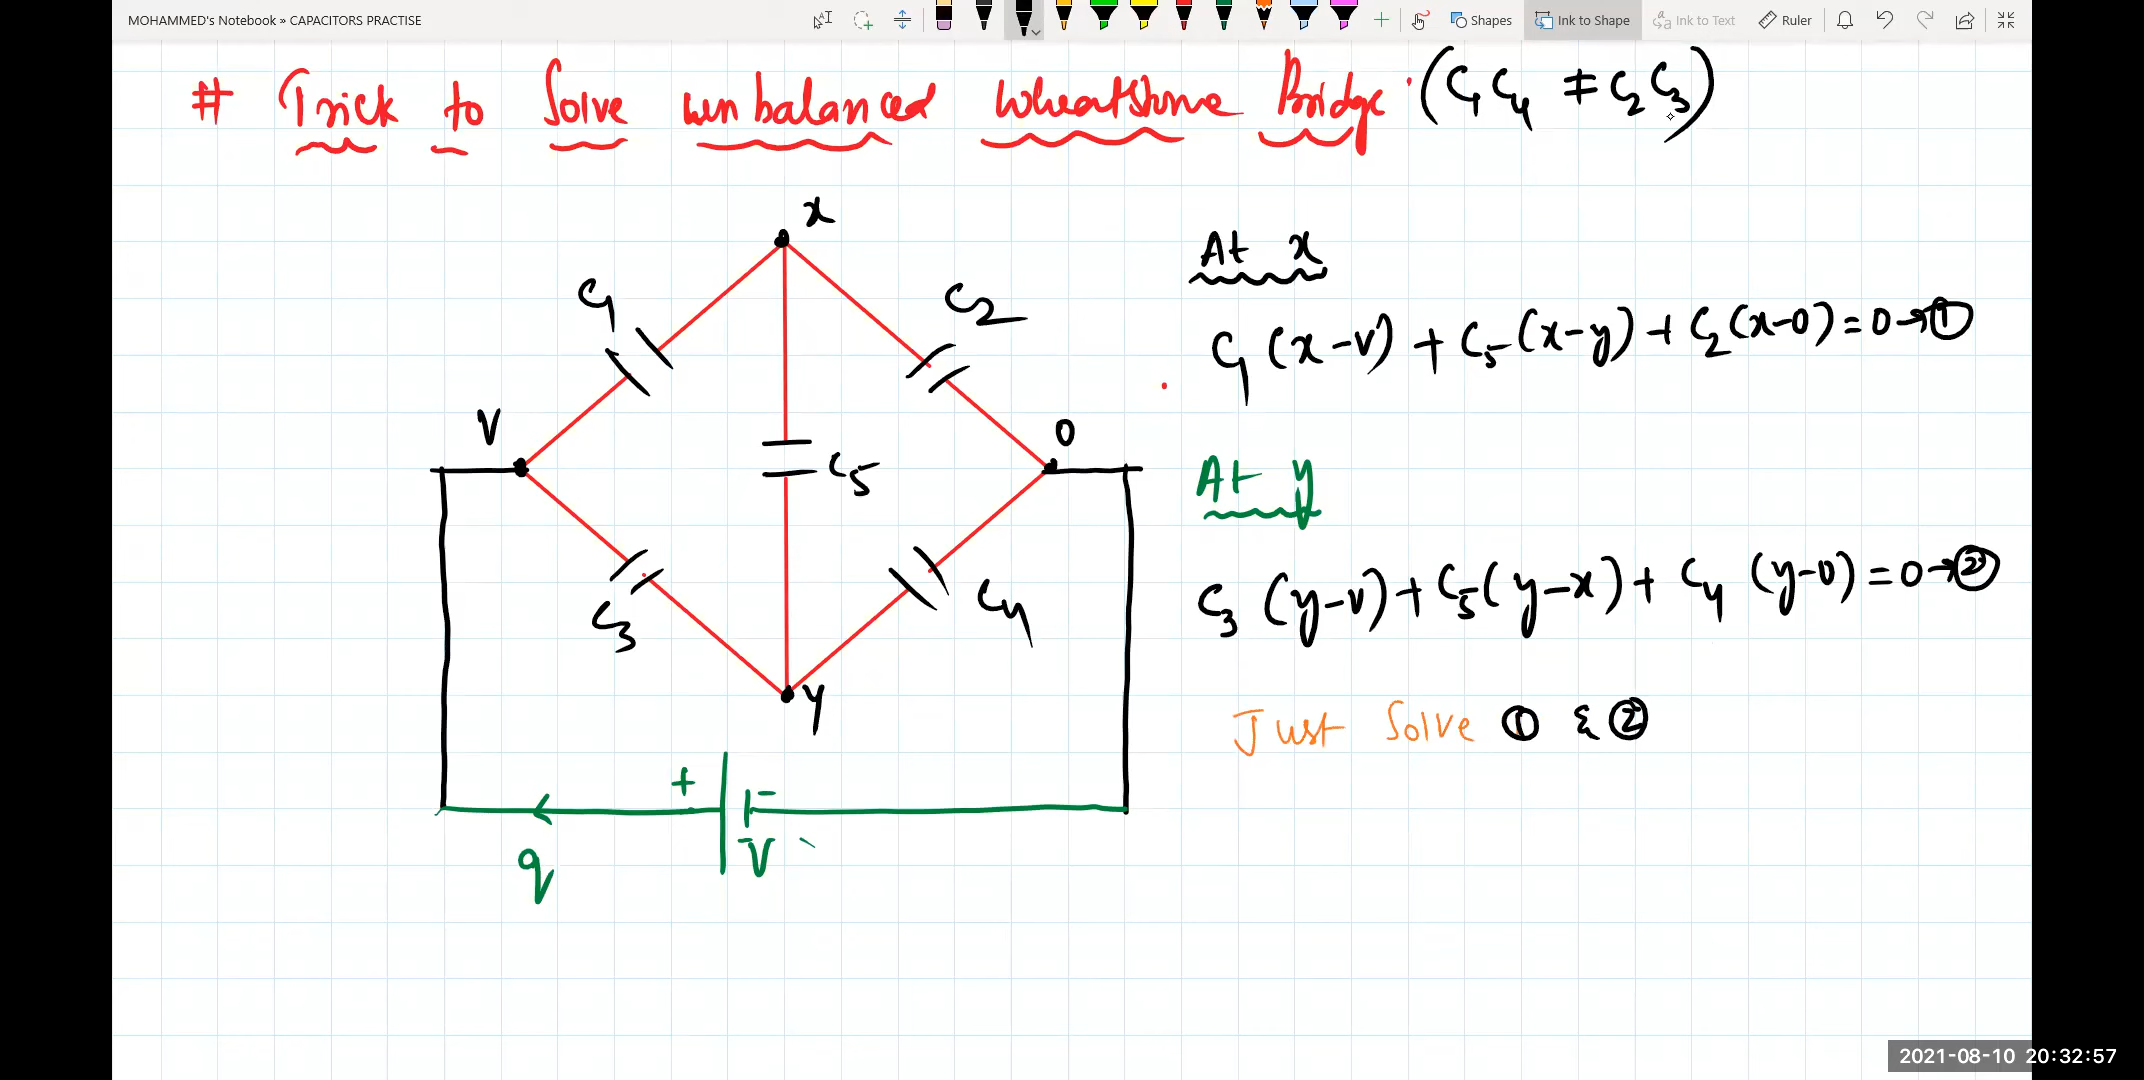 MOHAMMED's Notebook » CAPACITORS PRACTISE
Shapes Ink to Shape Ink to Text Ruler
# Trick to Solve unbalanced wheatstone Bridge. (C₁C₄ ≠ C₂C₃)
x
At x
C₁ C₂
C₁(x-V) + C₅(x-y) + C₂(x-0) = 0 → ①
V 0
C₅
At y
C₃ C₄
C₃(y-V) + C₅(y-x) + C₄(y-0) = 0 → ②
y
Just Solve ① & ②
+ -
q V
2021-08-10 20:32:57